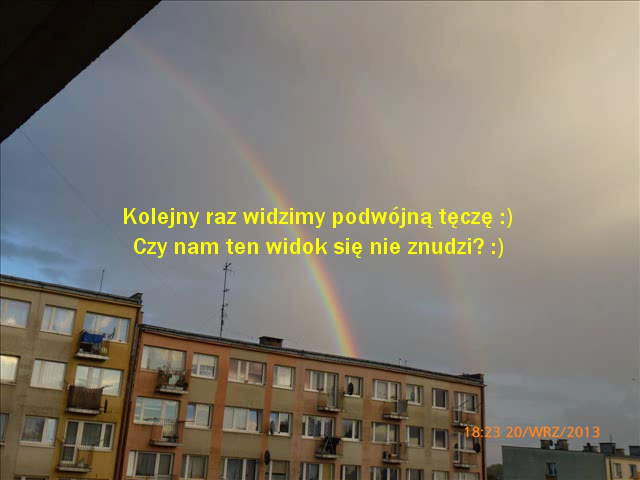 Kolejny raz widzimy podwójną tęczę :)
Czy nam ten widok się nie znudzi? :)
18:23 20/WRZ/2013